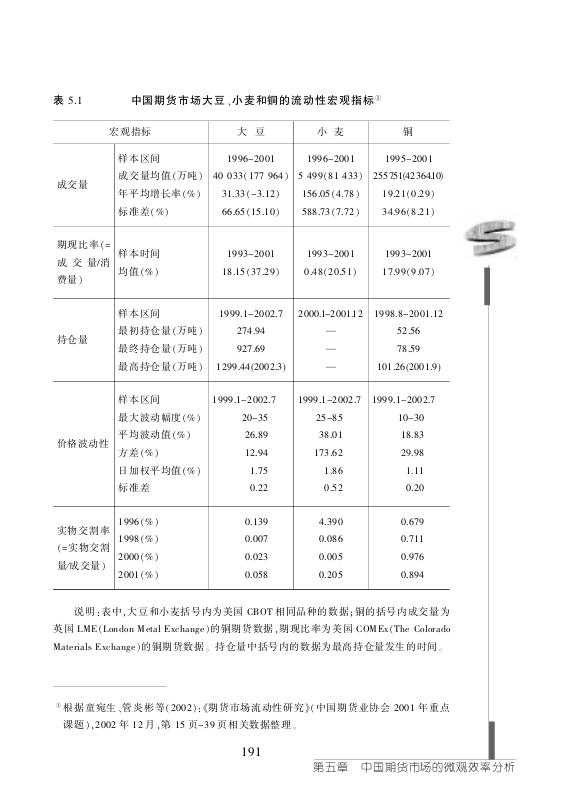 表 5.1 中国期货市场大豆、小麦和铜的流动性宏观指标①
宏观指标 大 豆 小 麦 铜
成交量
样本区间 1996–2001 1996–2001 1995–2001
成交量均值(万吨) 40 033(177 964) 5 499(81 433) 255751(4236410)
年平均增长率(%) 31.33(–3.12) 156.05(4.78) 19.21(0.29)
标准差(%) 66.65(15.10) 588.73(7.72) 34.96(8.21)
期现比率(=
成 交 量/消
费量)
样本时间 1993–2001 1993–2001 1993–2001
均值(%) 18.15(37.29) 0.48(20.51) 17.99(9.07)
持仓量
样本区间 1999.1–2002.7 2000.1–2001.12 1998.8–2001.12
最初持仓量(万吨) 274.94 — 52.56
最终持仓量(万吨) 927.69 — 78.59
最高持仓量(万吨) 1299.44(2002.3) — 101.26(2001.9)
价格波动性
样本区间 1999.1–2002.7 1999.1–2002.7 1999.1–2002.7
最大波动幅度(%) 20–35 25–85 10–30
平均波动值(%) 26.89 38.01 18.83
方差(%) 12.94 173.62 29.98
日加权平均值(%) 1.75 1.86 1.11
标准差 0.22 0.52 0.20
实物交割率
(=实物交割
量/成交量)
1996(%) 0.139 4.390 0.679
1998(%) 0.007 0.086 0.711
2000(%) 0.023 0.005 0.976
2001(%) 0.058 0.205 0.894
说明:表中,大豆和小麦括号内为美国 CBOT 相同品种的数据;铜的括号内成交量为
英国 LME(London Metal Exchange)的铜期货数据,期现比率为美国 COMEx(The Colorado
Materials Exchange)的铜期货数据。持仓量中括号内的数据为最高持仓量发生的时间。
① 根据童宛生、管炎彬等(2002):《期货市场流动性研究》(中国期货业协会 2001 年重点
课题),2002 年 12 月,第 15 页–39 页相关数据整理。
191
第五章 中国期货市场的微观效率分析